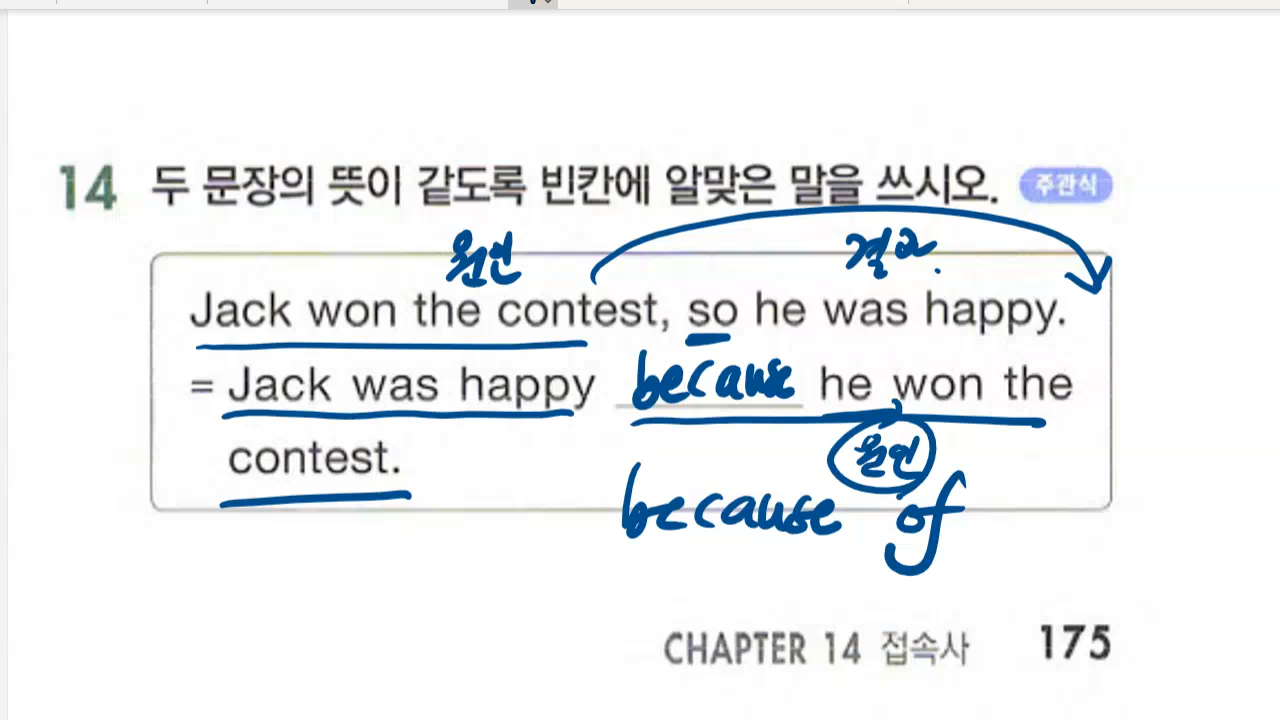 14 두 문장의 뜻이 같도록 빈칸에 알맞은 말을 쓰시오. 주관식
원인 결과.
Jack won the contest, so he was happy.
= Jack was happy because he won the
원인
contest.
because of
CHAPTER 14 접속사 175